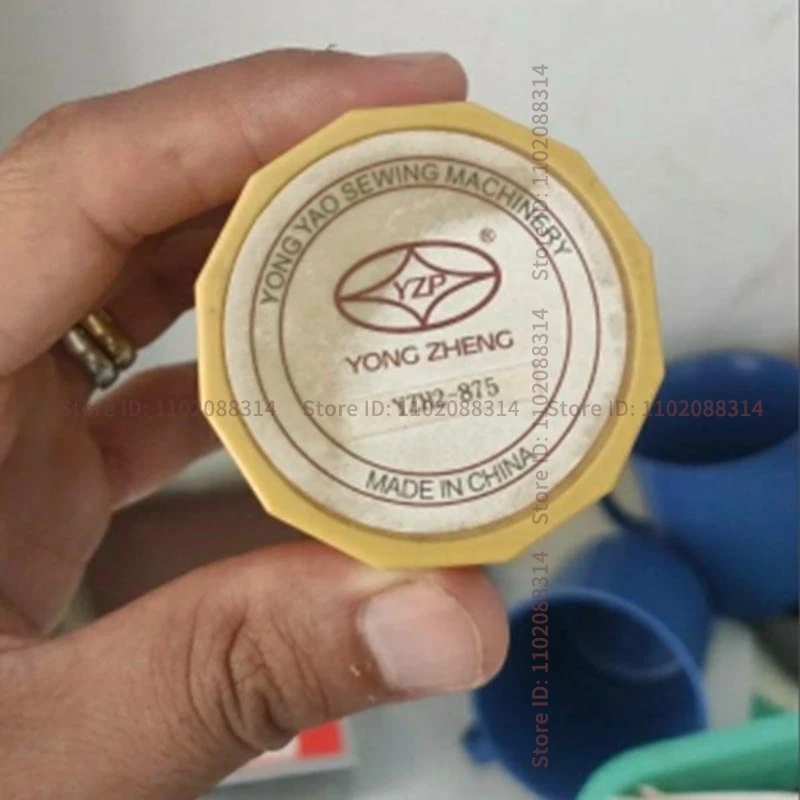 YONG YAO SEWING MACHINERY
®
YZP
YONG ZHENG
YZH2-875
MADE IN CHINA
Store ID: 1102088314
Store ID: 1102088314
Store ID: 1102088314
Store ID: 1102088314
Store ID: 1102088314
Store ID: 1102088314